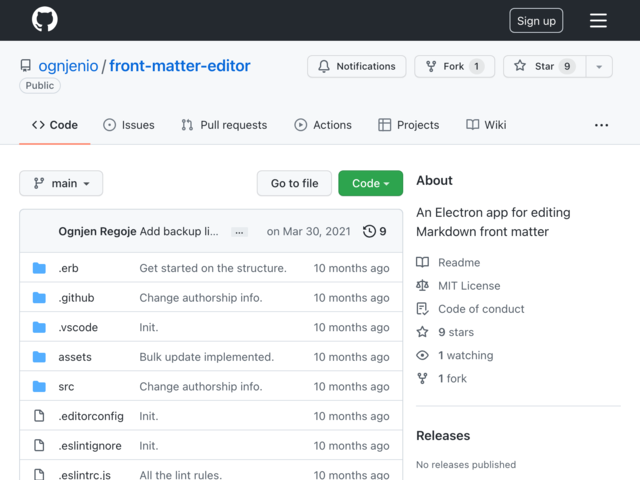 Sign up
ognjenio/front-matter-editor
Public
Notifications
Fork 1
Star 9
Code
Issues
Pull requests
Actions
Projects
Wiki
...
main
Go to file
Code
Ognjen Regoje Add backup li... ... on Mar 30, 2021 9
.erb Get started on the structure. 10 months ago
.github Change authorship info. 10 months ago
.vscode Init. 10 months ago
assets Bulk update implemented. 10 months ago
src Change authorship info. 10 months ago
.editorconfig Init. 10 months ago
.eslintignore Init. 10 months ago
.eslintrc.js All the lint rules. 10 months ago
About
An Electron app for editing
Markdown front matter
Readme
MIT License
Code of conduct
9 stars
1 watching
1 fork
Releases
No releases published